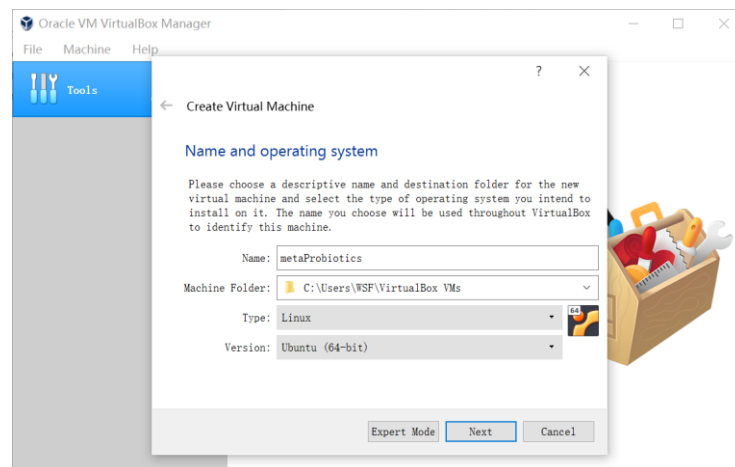 Oracle VM VirtualBox Manager
File Machine Help
Tools
Create Virtual Machine
Name and operating system
Please choose a descriptive name and destination folder for the new
virtual machine and select the type of operating system you intend to
install on it. The name you choose will be used throughout VirtualBox
to identify this machine.
Name: metaProbiotics
Machine Folder: C:\Users\WSF\VirtualBox VMs
Type: Linux
64
Version: Ubuntu (64-bit)
Expert Mode Next Cancel